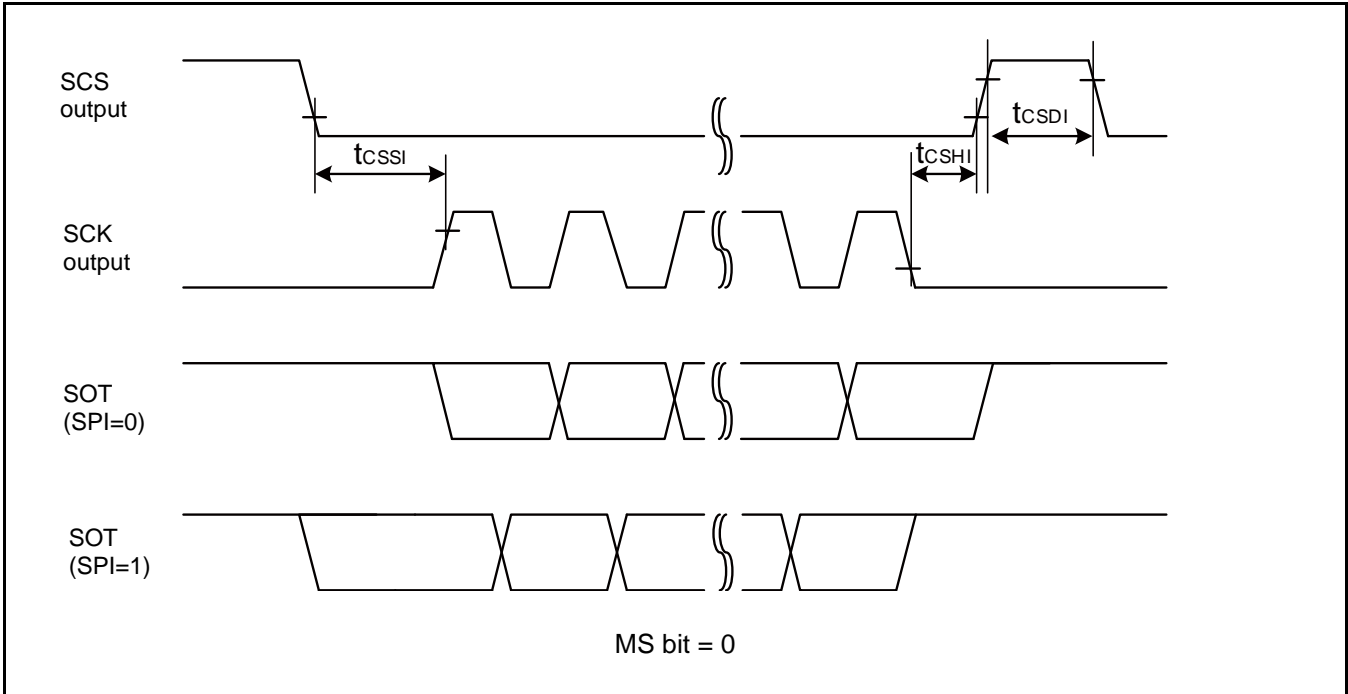 SCS
output
tCSDI
tCSSI
tCSHI
SCK
output
SOT
(SPI=0)
SOT
(SPI=1)
MS bit = 0